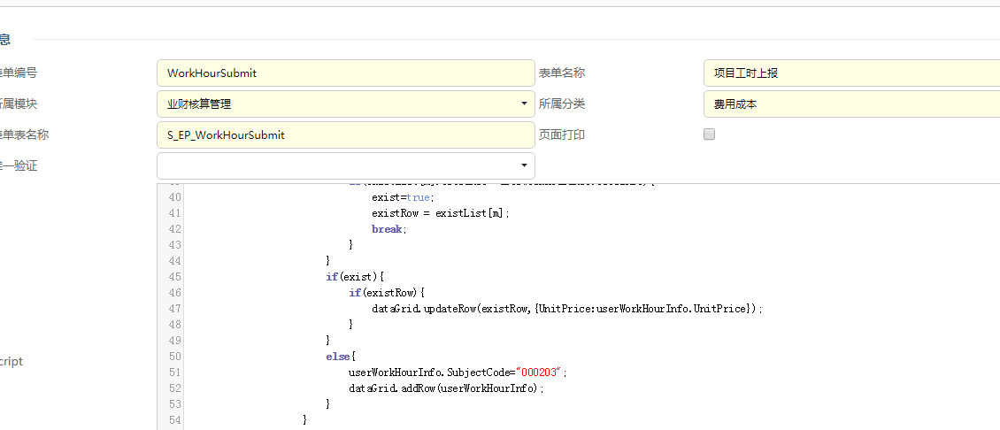 息
表单编号 WorkHourSubmit 表单名称 项目工时上报
所属模块 业财核算管理 所属分类 费用成本
表单表名称 S_EP_WorkHourSubmit 页面打印
唯一验证
40 exist=true;
41 existRow = existList[m];
42 break;
43 }
44 }
45 if(exist){
46 if(existRow){
47 dataGrid.updateRow(existRow,{UnitPrice:userWorkHourInfo.UnitPrice});
48 }
49 }
50 else{
51 userWorkHourInfo.SubjectCode="000203";
52 dataGrid.addRow(userWorkHourInfo);
53 }
54 }
cript